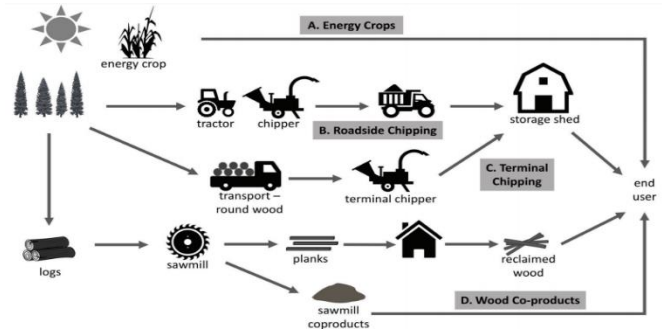 A. Energy Crops
energy crop
tractor
chipper
B. Roadside Chipping
storage shed
transport –
round wood
terminal chipper
C. Terminal
Chipping
end
user
logs
sawmill
planks
reclaimed
wood
D. Wood Co-products
sawmill
coproducts